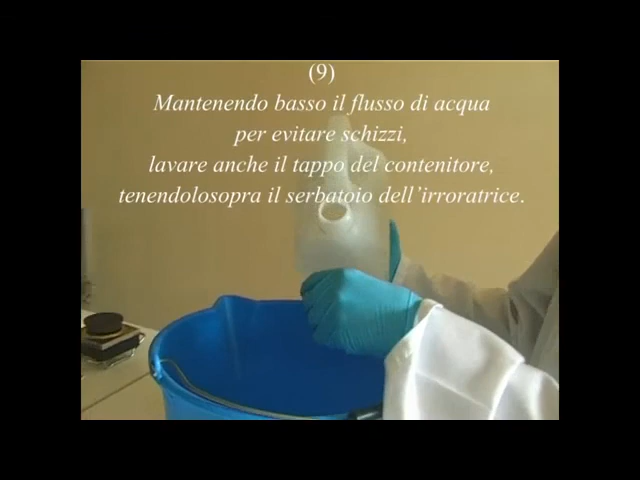 (9)
Mantenendo basso il flusso di acqua
per evitare schizzi,
lavare anche il tappo del contenitore,
tenendolosopra il serbatoio dell'irroratrice.